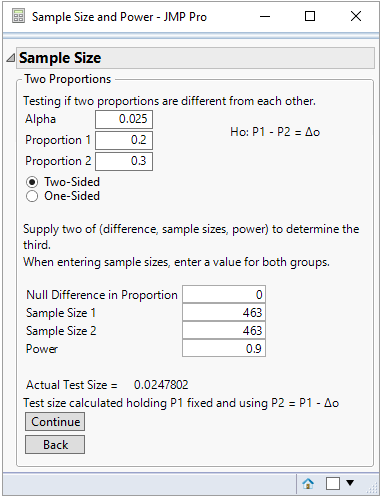 Sample Size and Power - JMP Pro
Sample Size
Two Proportions
Testing if two proportions are different from each other.
Alpha 0.025
Ho: P1 - P2 = Δo
Proportion 1 0.2
Proportion 2 0.3
Two-Sided
One-Sided
Supply two of (difference, sample sizes, power) to determine the
third.
When entering sample sizes, enter a value for both groups.
Null Difference in Proportion 0
Sample Size 1 463
Sample Size 2 463
Power 0.9
Actual Test Size = 0.0247802
Test size calculated holding P1 fixed and using P2 = P1 - Δo
Continue
Back